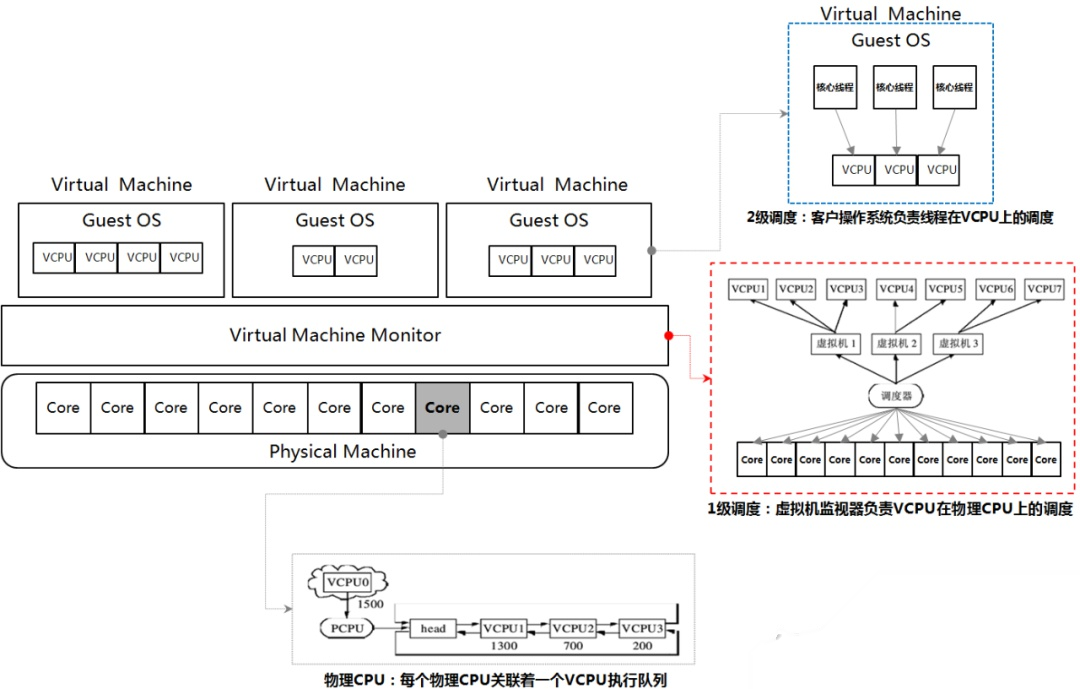 Virtual Machine
Guest OS
核心线程 核心线程 核心线程
VCPU VCPU VCPU
2级调度：客户操作系统负责线程在VCPU上的调度
Virtual Machine Virtual Machine Virtual Machine
Guest OS Guest OS Guest OS
VCPU VCPU VCPU VCPU VCPU VCPU VCPU VCPU VCPU
Virtual Machine Monitor
Core Core Core Core Core Core Core Core Core Core Core
Physical Machine
VCPU1 VCPU2 VCPU3 VCPU4 VCPU5 VCPU6 VCPU7
虚拟机 1 虚拟机 2 虚拟机 3
调度器
Core Core Core Core Core Core Core Core Core Core Core
1级调度：虚拟机监视器负责VCPU在物理CPU上的调度
VCPU0
1500
PCPU head VCPU1 VCPU2 VCPU3
1300 700 200
物理CPU：每个物理CPU关联着一个VCPU执行队列